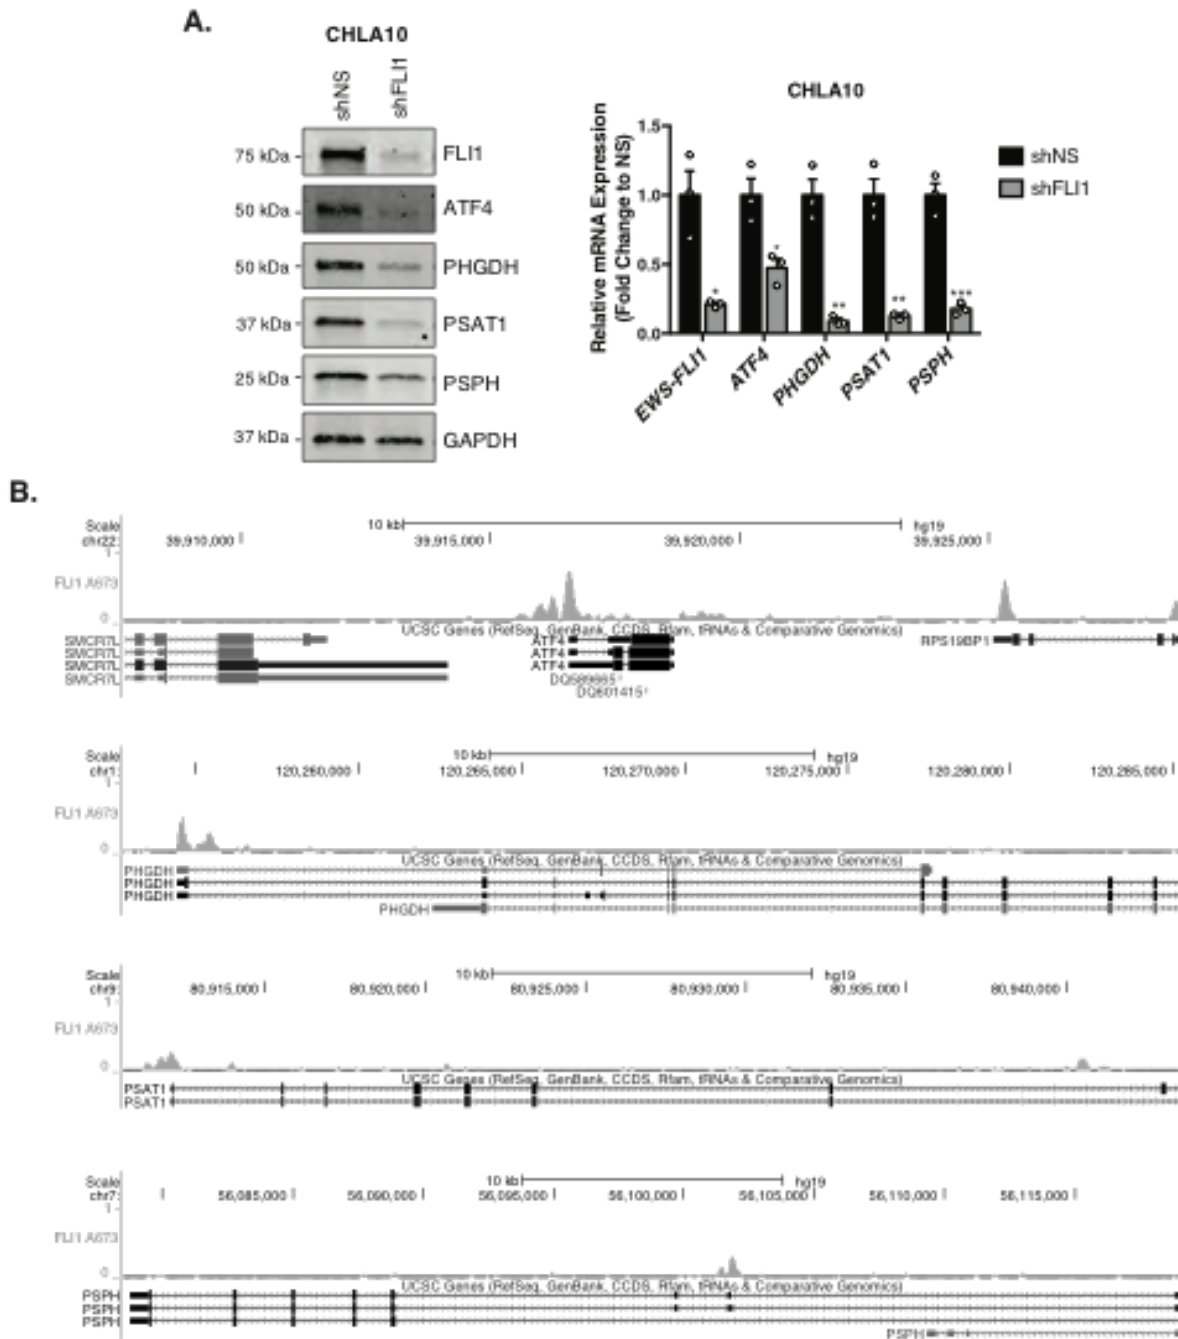 A.
CHLA10
shNS
shFLI1
75 kDa
FLI1
50 kDa
ATF4
50 kDa
PHGDH
37 kDa
PSAT1
25 kDa
PSPH
37 kDa
GAPDH
CHLA10
Relative mRNA Expression
(Fold Change to NS)
1.5
1.0
0.5
0.0
* * ** ** ***
EWS-FLI1
ATF4
PHGDH
PSAT1
PSPH
shNS
shFLI1
B.
Scale 10 kb hg19
chr22: 39,910,000 39,915,000 39,920,000 39,925,000
1
FLI1 A673
0
UCSC Genes (RefSeq, GenBank, CCDS, Rfam, tRNAs & Comparative Genomics)
SMCR7L ATF4 RPS19BP1
SMCR7L ATF4
SMCR7L ATF4
SMCR7L DQ589665
DQ601415
Scale 10 kb hg19
chr1: 120,260,000 120,265,000 120,270,000 120,275,000 120,280,000 120,285,000
1
FLI1 A673
0
UCSC Genes (RefSeq, GenBank, CCDS, Rfam, tRNAs & Comparative Genomics)
PHGDH
PHGDH
PHGDH
PHGDH
Scale 10 kb hg19
chr9: 80,915,000 80,920,000 80,925,000 80,930,000 80,935,000 80,940,000
1
FLI1 A673
0
UCSC Genes (RefSeq, GenBank, CCDS, Rfam, tRNAs & Comparative Genomics)
PSAT1
PSAT1
Scale 10 kb hg19
chr7: 56,085,000 56,090,000 56,095,000 56,100,000 56,105,000 56,110,000 56,115,000
1
FLI1 A673
0
UCSC Genes (RefSeq, GenBank, CCDS, Rfam, tRNAs & Comparative Genomics)
PSPH
PSPH
PSPH
PSPH